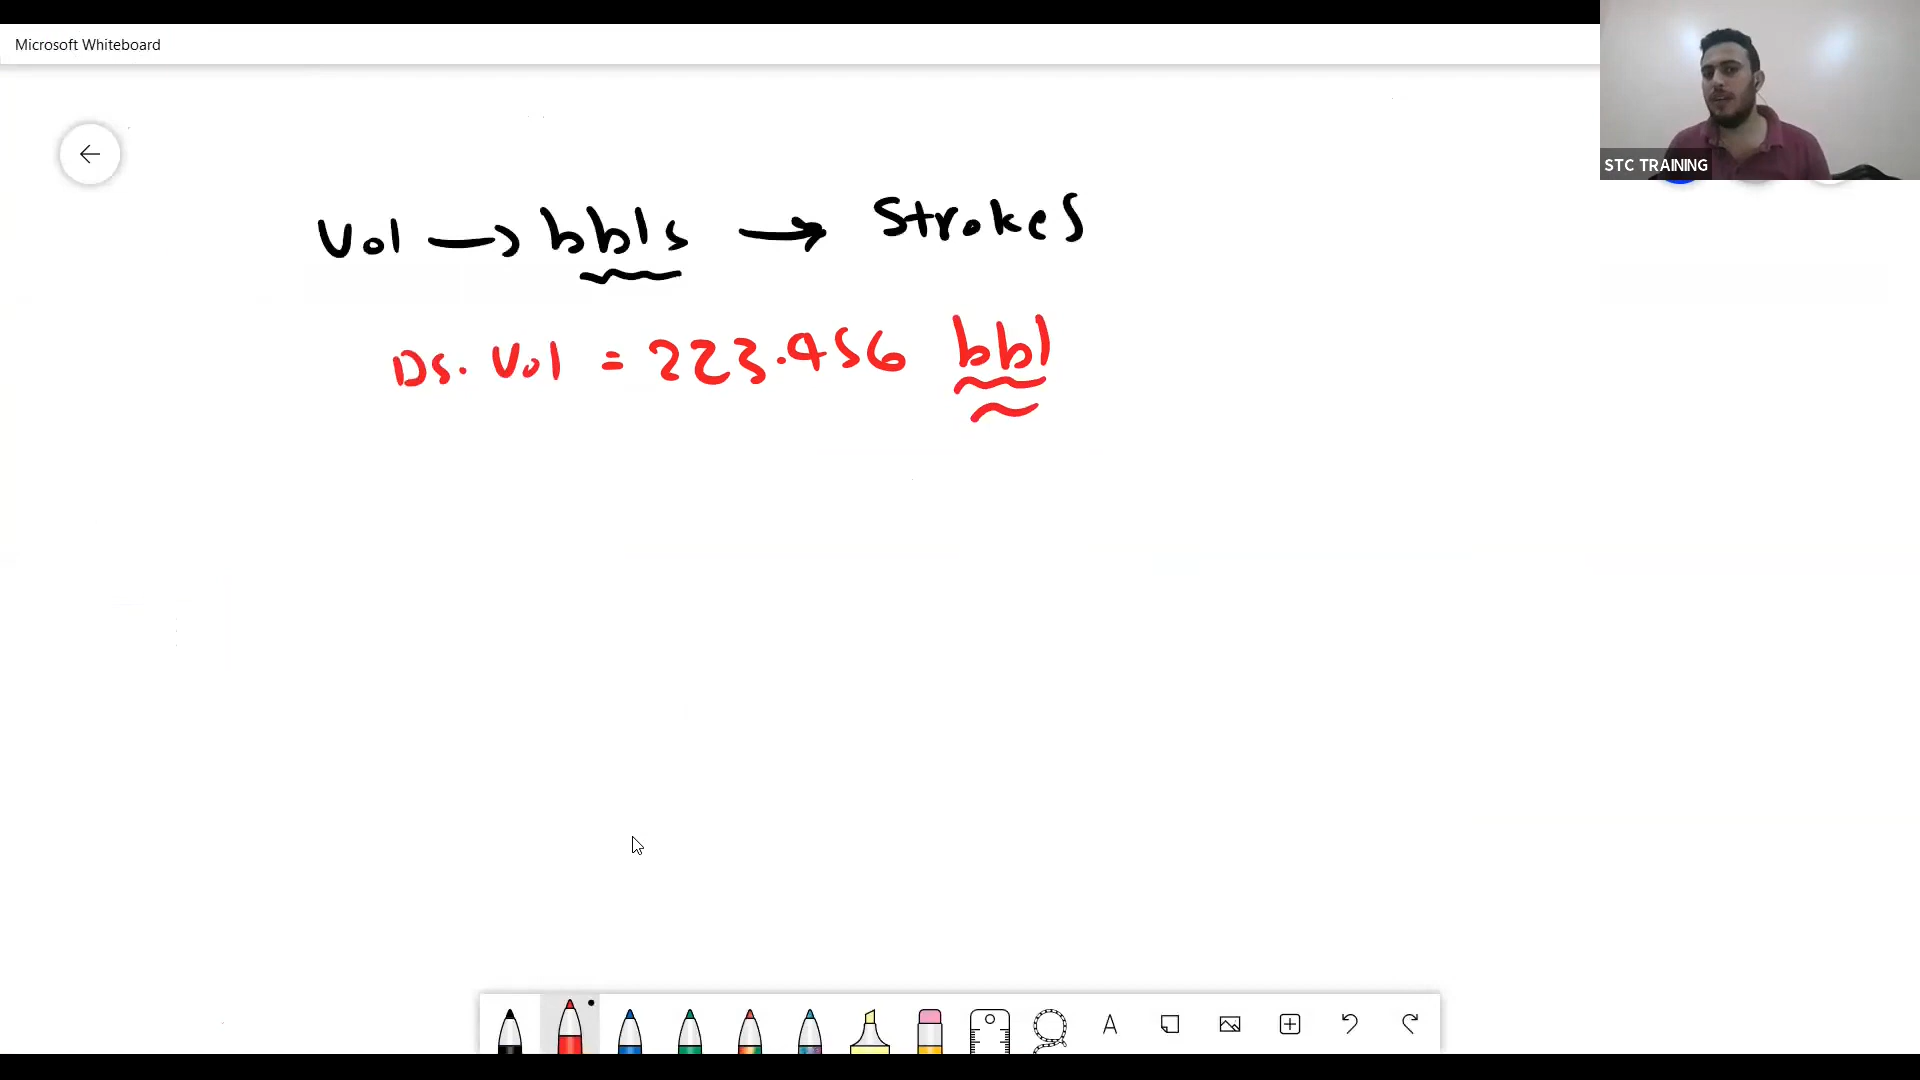 Microsoft Whiteboard
STC TRAINING
Vol → bbls → Strokes
Ds. Vol = 223.456 bbl
A